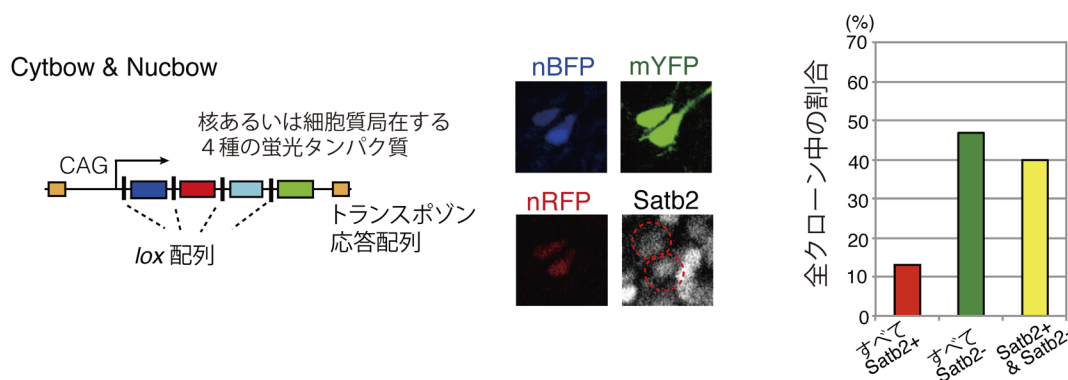 Cytbow & Nucbow
核あるいは細胞質局在する
４種の蛍光タンパク質
CAG
lox 配列
トランスポゾン
応答配列
nBFP
mYFP
nRFP
Satb2
(%)
全クローン中の割合
70
60
50
40
30
20
10
0
すべて
Satb2+
すべて
Satb2-
Satb2+
& Satb2-